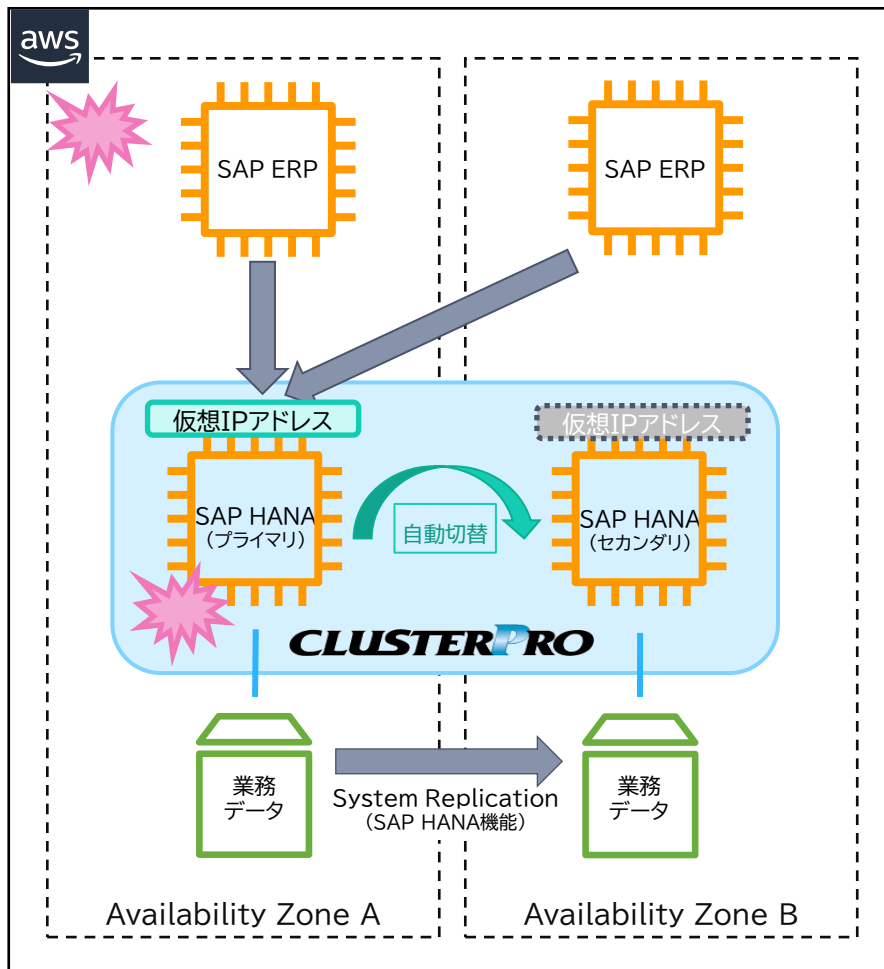 aws
SAP ERP
SAP ERP
仮想IPアドレス
仮想IPアドレス
SAP HANA
(プライマリ)
自動切替
SAP HANA
(セカンダリ)
CLUSTERPRO
業務
データ
System Replication
(SAP HANA機能)
業務
データ
Availability Zone A
Availability Zone B